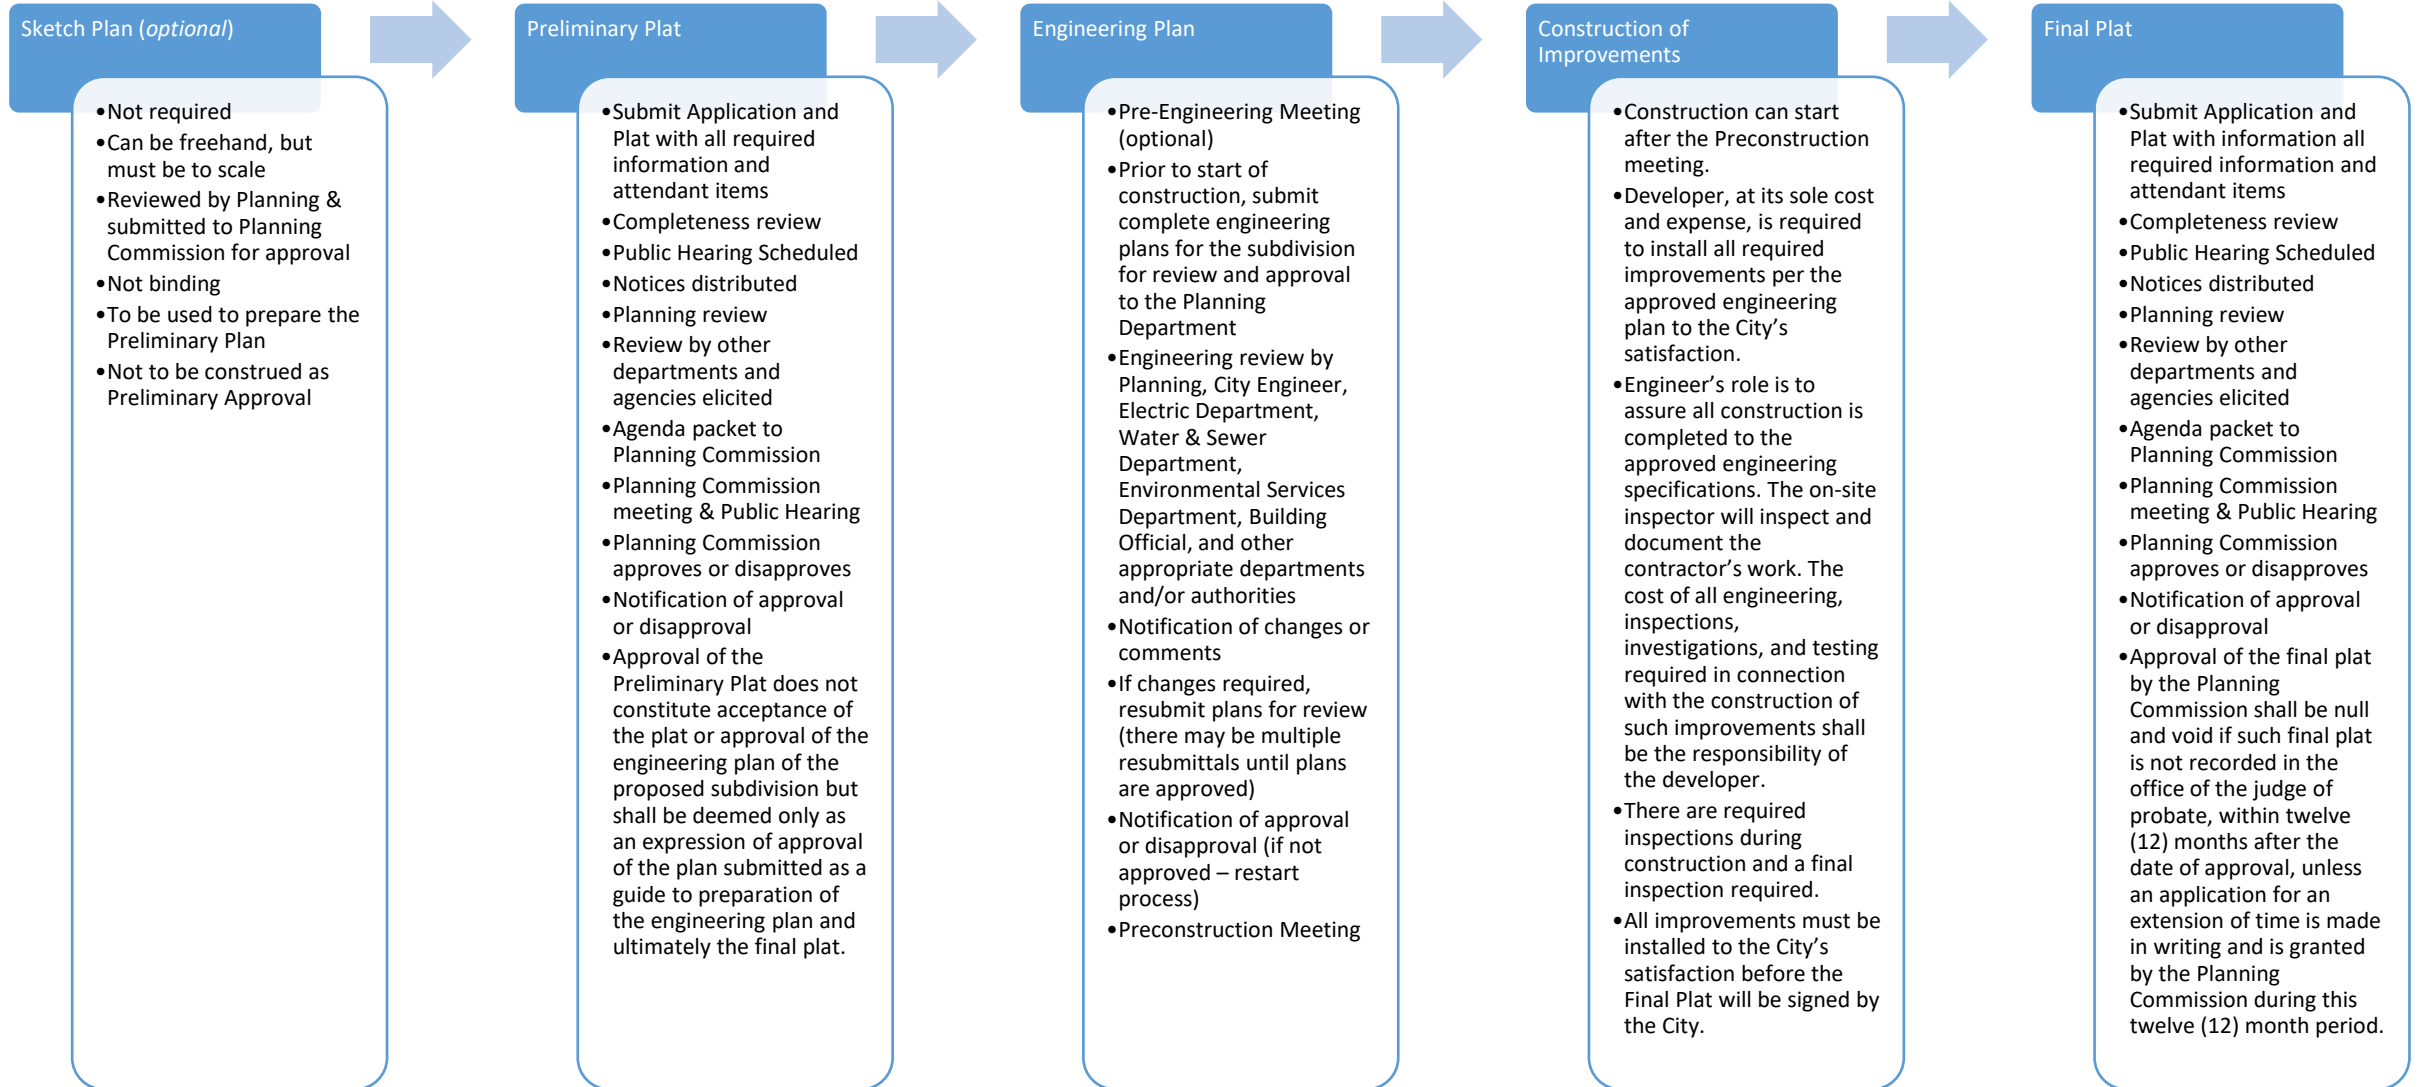 Sketch Plan (optional)
•Not required
•Can be freehand, but
must be to scale
•Reviewed by Planning &
submitted to Planning
Commission for approval
•Not binding
•To be used to prepare the
Preliminary Plan
•Not to be construed as
Preliminary Approval
Preliminary Plat
•Submit Application and
Plat with all required
information and
attendant items
•Completeness review
•Public Hearing Scheduled
•Notices distributed
•Planning review
•Review by other
departments and
agencies elicited
•Agenda packet to
Planning Commission
•Planning Commission
meeting & Public Hearing
•Planning Commission
approves or disapproves
•Notification of approval
or disapproval
•Approval of the
Preliminary Plat does not
constitute acceptance of
the plat or approval of the
engineering plan of the
proposed subdivision but
shall be deemed only as
an expression of approval
of the plan submitted as a
guide to preparation of
the engineering plan and
ultimately the final plat.
Engineering Plan
•Pre-Engineering Meeting
(optional)
•Prior to start of
construction, submit
complete engineering
plans for the subdivision
for review and approval
to the Planning
Department
•Engineering review by
Planning, City Engineer,
Electric Department,
Water & Sewer
Department,
Environmental Services
Department, Building
Official, and other
appropriate departments
and/or authorities
•Notification of changes or
comments
•If changes required,
resubmit plans for review
(there may be multiple
resubmittals until plans
are approved)
•Notification of approval
or disapproval (if not
approved – restart
process)
•Preconstruction Meeting
Construction of
Improvements
•Construction can start
after the Preconstruction
meeting.
•Developer, at its sole cost
and expense, is required
to install all required
improvements per the
approved engineering
plan to the City’s
satisfaction.
•Engineer’s role is to
assure all construction is
completed to the
approved engineering
specifications. The on-site
inspector will inspect and
document the
contractor’s work. The
cost of all engineering,
inspections,
investigations, and testing
required in connection
with the construction of
such improvements shall
be the responsibility of
the developer.
•There are required
inspections during
construction and a final
inspection required.
•All improvements must be
installed to the City’s
satisfaction before the
Final Plat will be signed by
the City.
Final Plat
•Submit Application and
Plat with information all
required information and
attendant items
•Completeness review
•Public Hearing Scheduled
•Notices distributed
•Planning review
•Review by other
departments and
agencies elicited
•Agenda packet to
Planning Commission
•Planning Commission
meeting & Public Hearing
•Planning Commission
approves or disapproves
•Notification of approval
or disapproval
•Approval of the final plat
by the Planning
Commission shall be null
and void if such final plat
is not recorded in the
office of the judge of
probate, within twelve
(12) months after the
date of approval, unless
an application for an
extension of time is made
in writing and is granted
by the Planning
Commission during this
twelve (12) month period.